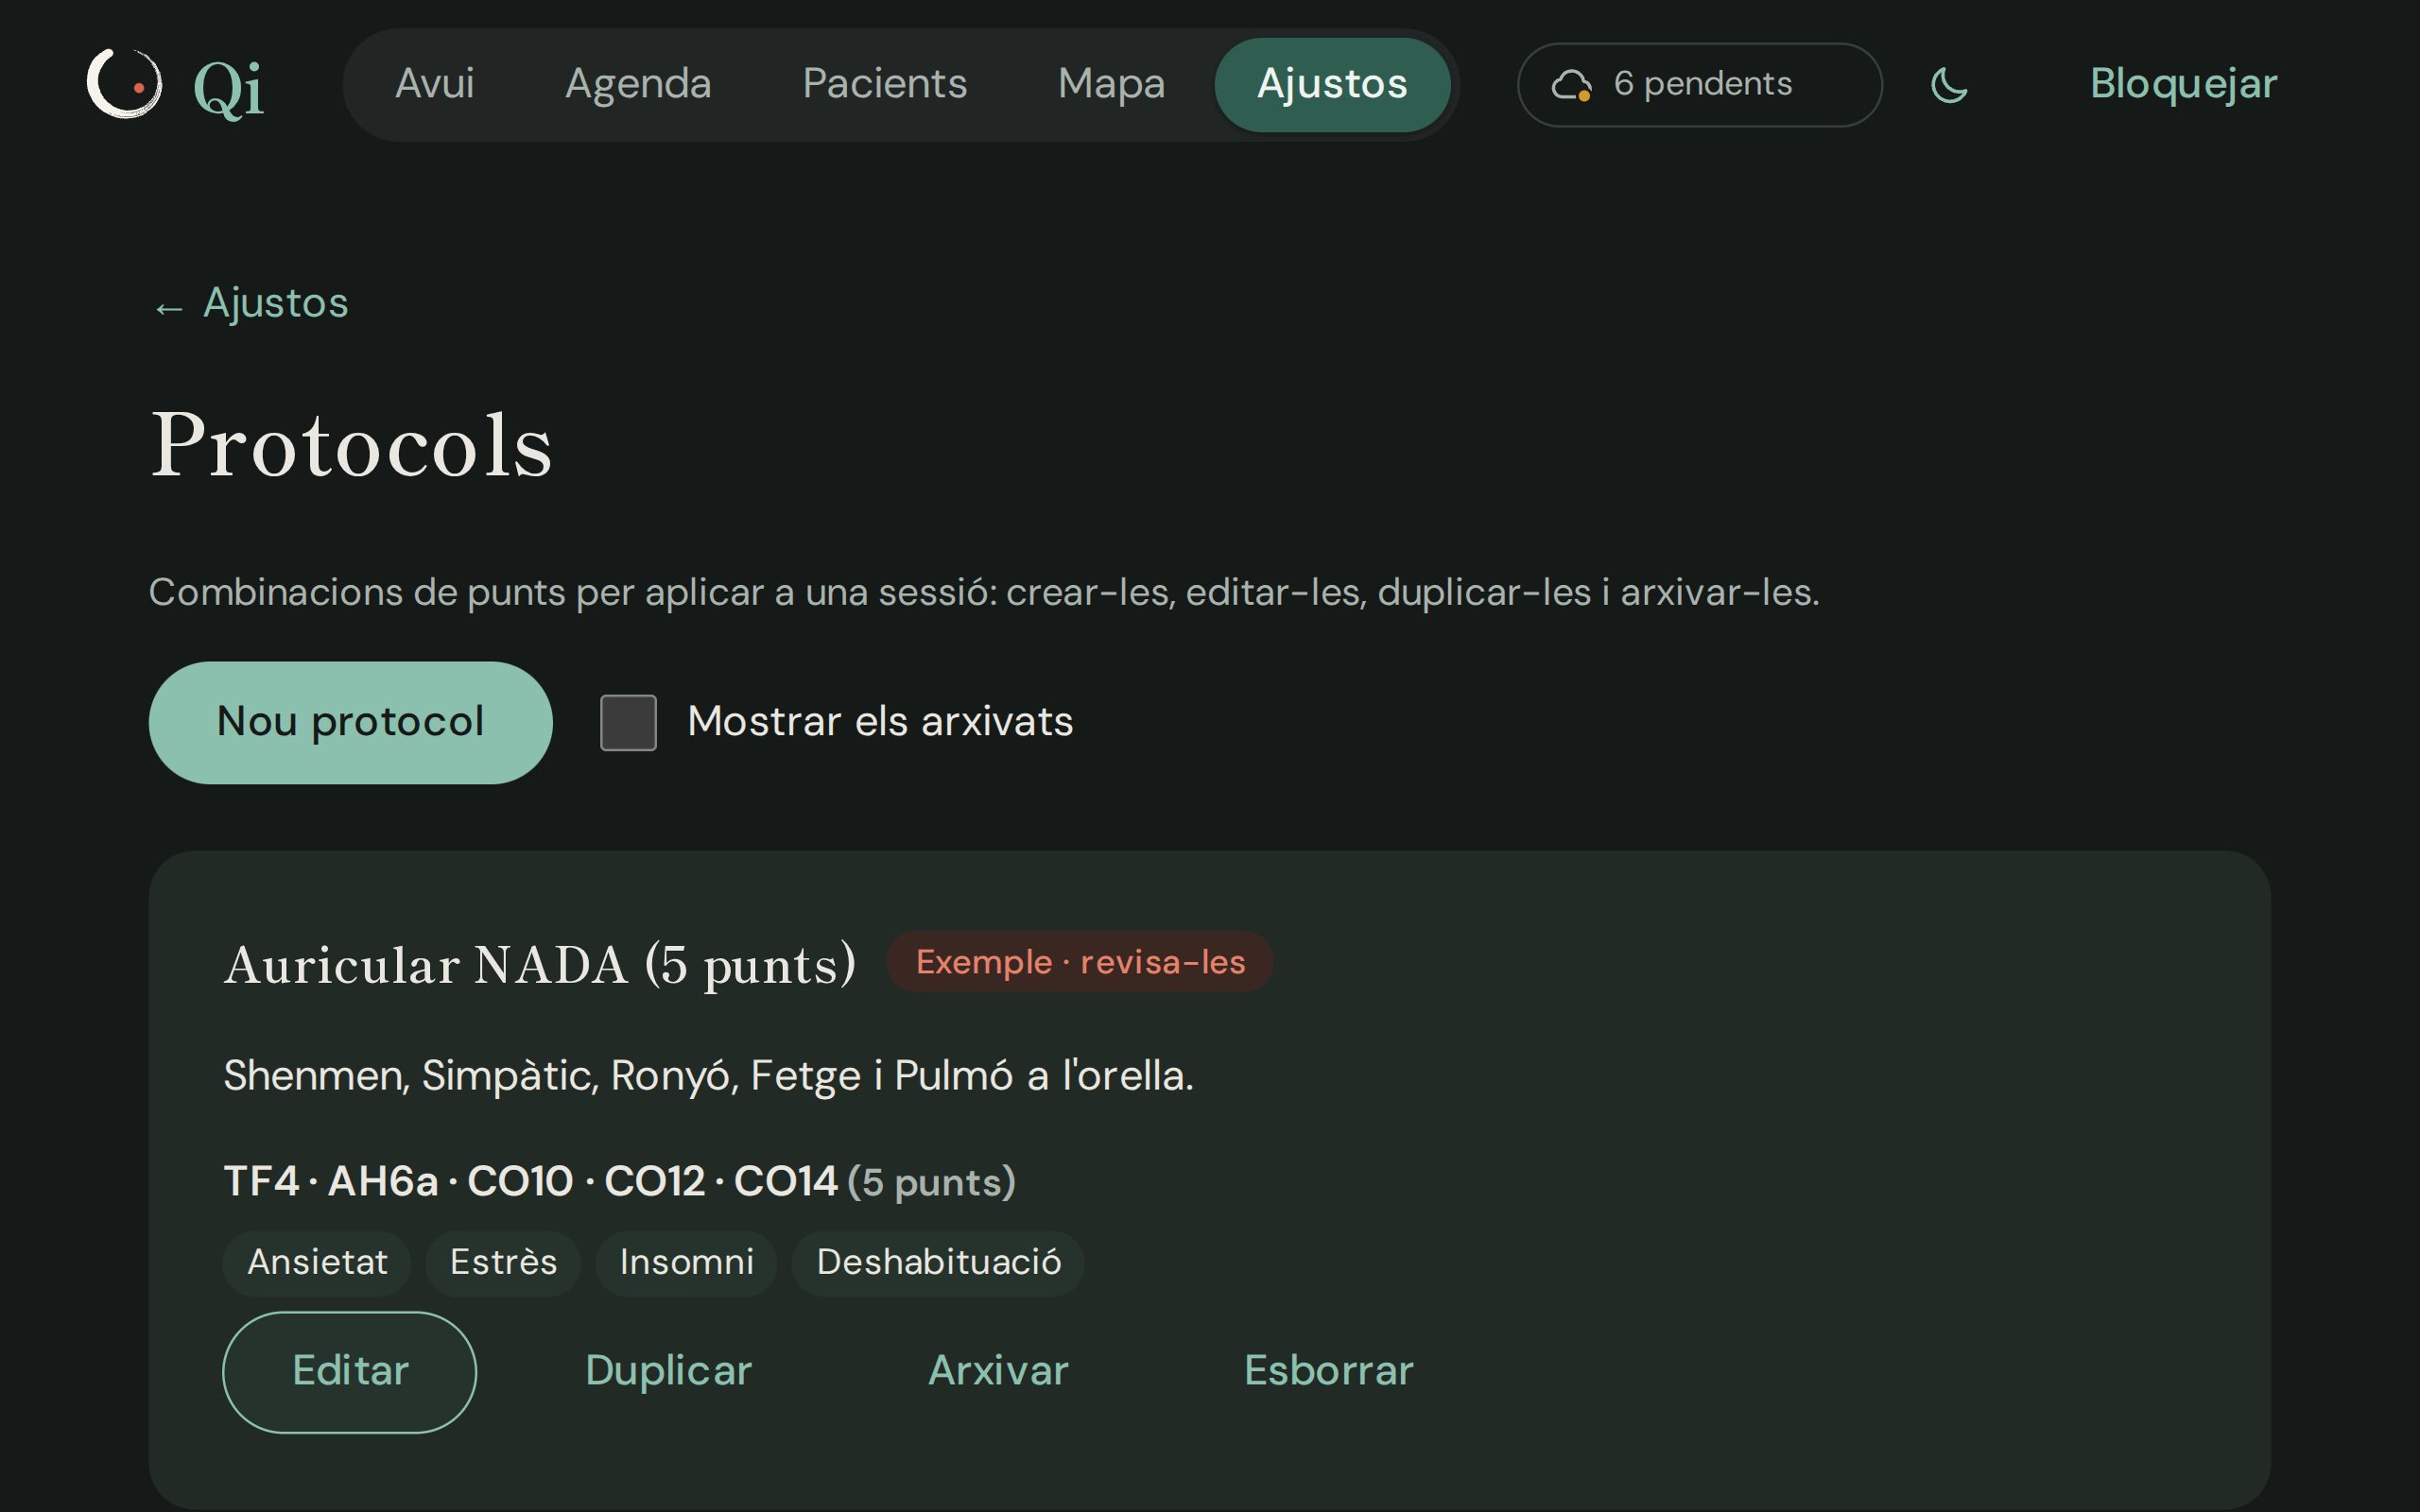 Qi Avui Agenda Pacients Mapa Ajustos 6 pendents Bloquejar
← Ajustos
Protocols
Combinacions de punts per aplicar a una sessió: crear-les, editar-les, duplicar-les i arxivar-les.
Nou protocol Mostrar els arxivats
Auricular NADA (5 punts) Exemple · revisa-les
Shenmen, Simpàtic, Ronyó, Fetge i Pulmó a l'orella.
TF4 · AH6a · CO10 · CO12 · CO14 (5 punts)
Ansietat Estrès Insomni Deshabituació
Editar Duplicar Arxivar Esborrar